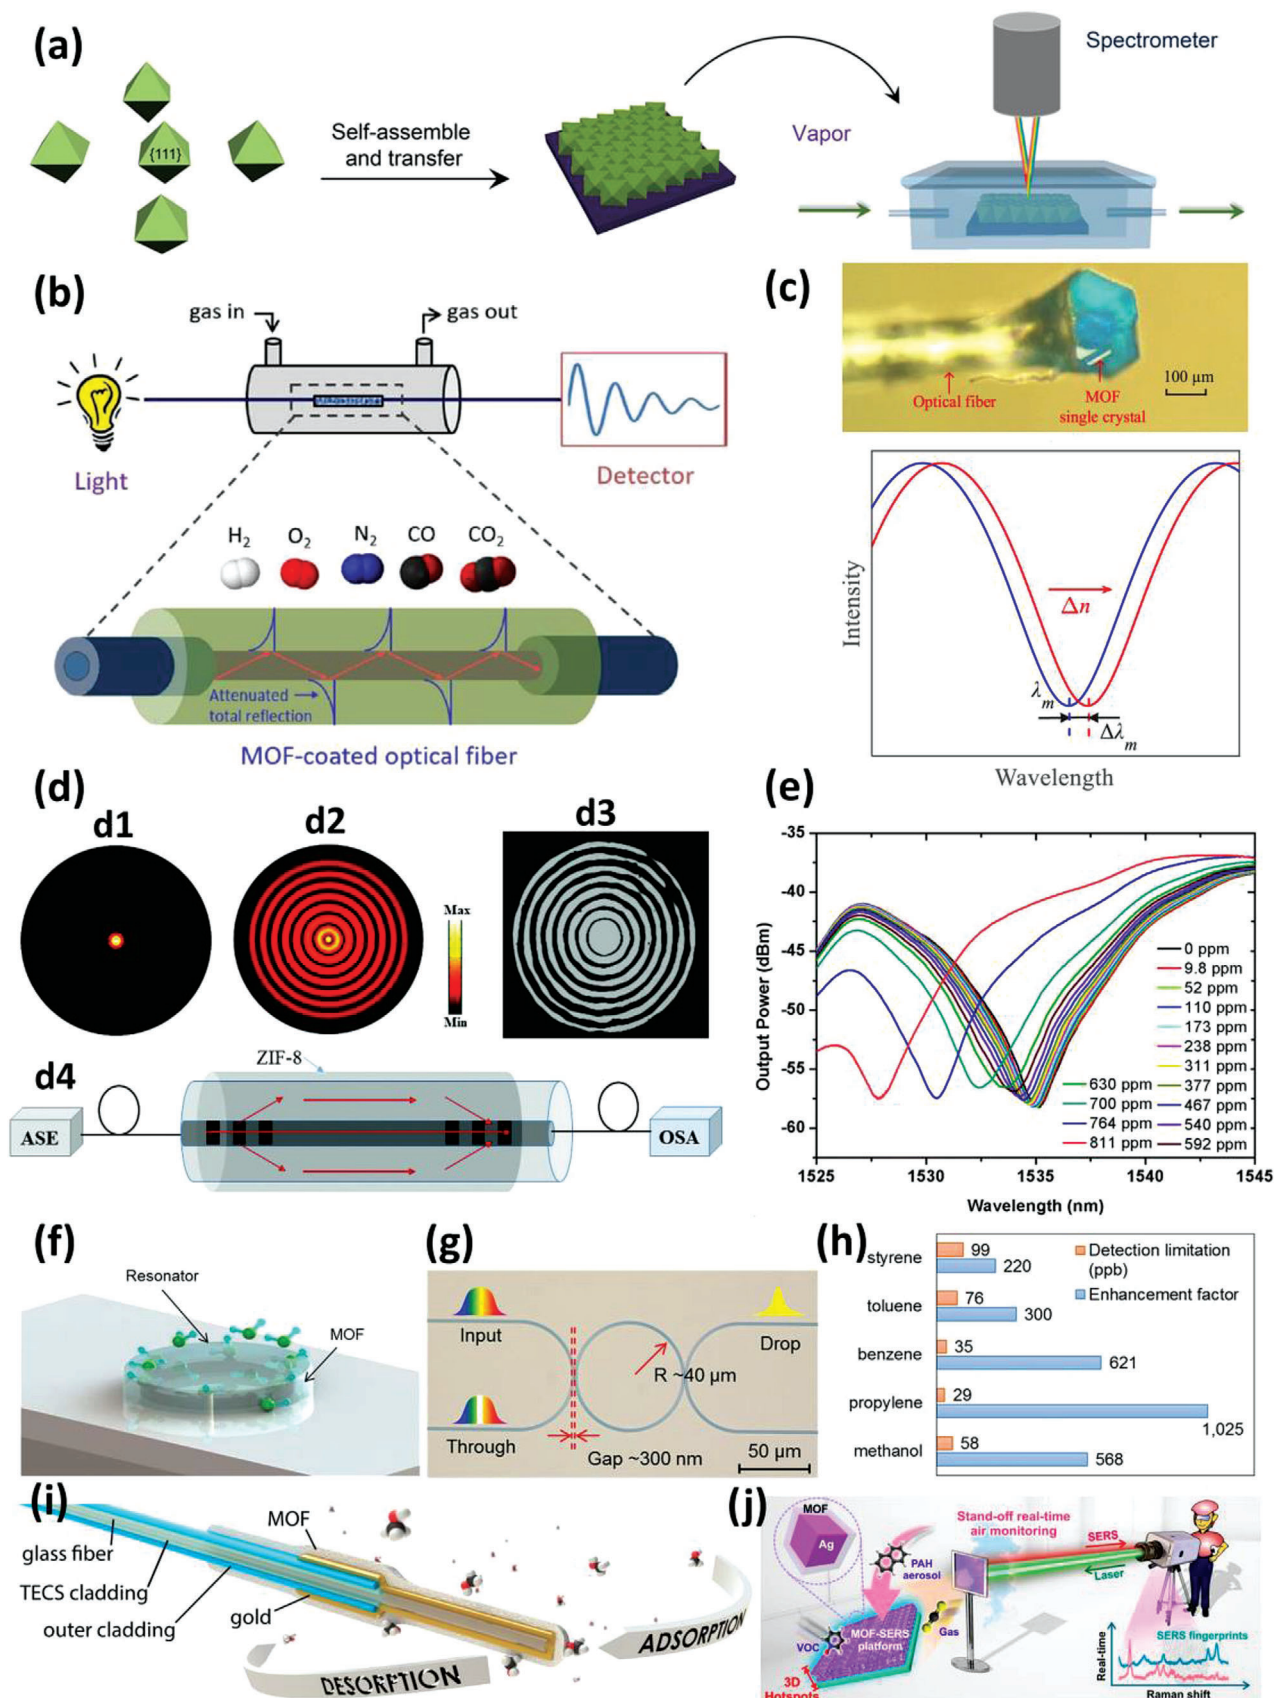 (a)
{111}
Self-assemble
and transfer
Vapor
Spectrometer
(b)
gas in
gas out
Light
Detector
H2
O2
N2
CO
CO2
Attenuated
total reflection
MOF-coated optical fiber
(c)
Optical fiber
MOF
single crystal
100 μm
Intensity
Δn
λm
Δλm
Wavelength
(d)
d1
d2
d3
Max
Min
d4
ZIF-8
ASE
OSA
(e)
Output Power (dBm)
-35
-40
-45
-50
-55
-60
0 ppm
9.8 ppm
52 ppm
110 ppm
173 ppm
238 ppm
311 ppm
377 ppm
467 ppm
540 ppm
592 ppm
630 ppm
700 ppm
764 ppm
811 ppm
1525
1530
1535
1540
1545
Wavelength (nm)
(f)
Resonator
MOF
(g)
Input
Drop
R ~40 μm
Through
Gap ~300 nm
50 μm
(h)
styrene
99
220
toluene
76
300
benzene
35
621
propylene
29
1,025
methanol
58
568
Detection limitation
(ppb)
Enhancement factor
(i)
MOF
glass fiber
TECS cladding
outer cladding
gold
DESORPTION
ADSORPTION
(j)
MOF
Ag
Stand-off real-time
air monitoring
SERS
Laser
PAH
aerosol
MOF-SERS
platform
VOC
Gas
3D
Hotspots
SERS fingerprints
Real-time
Raman shift